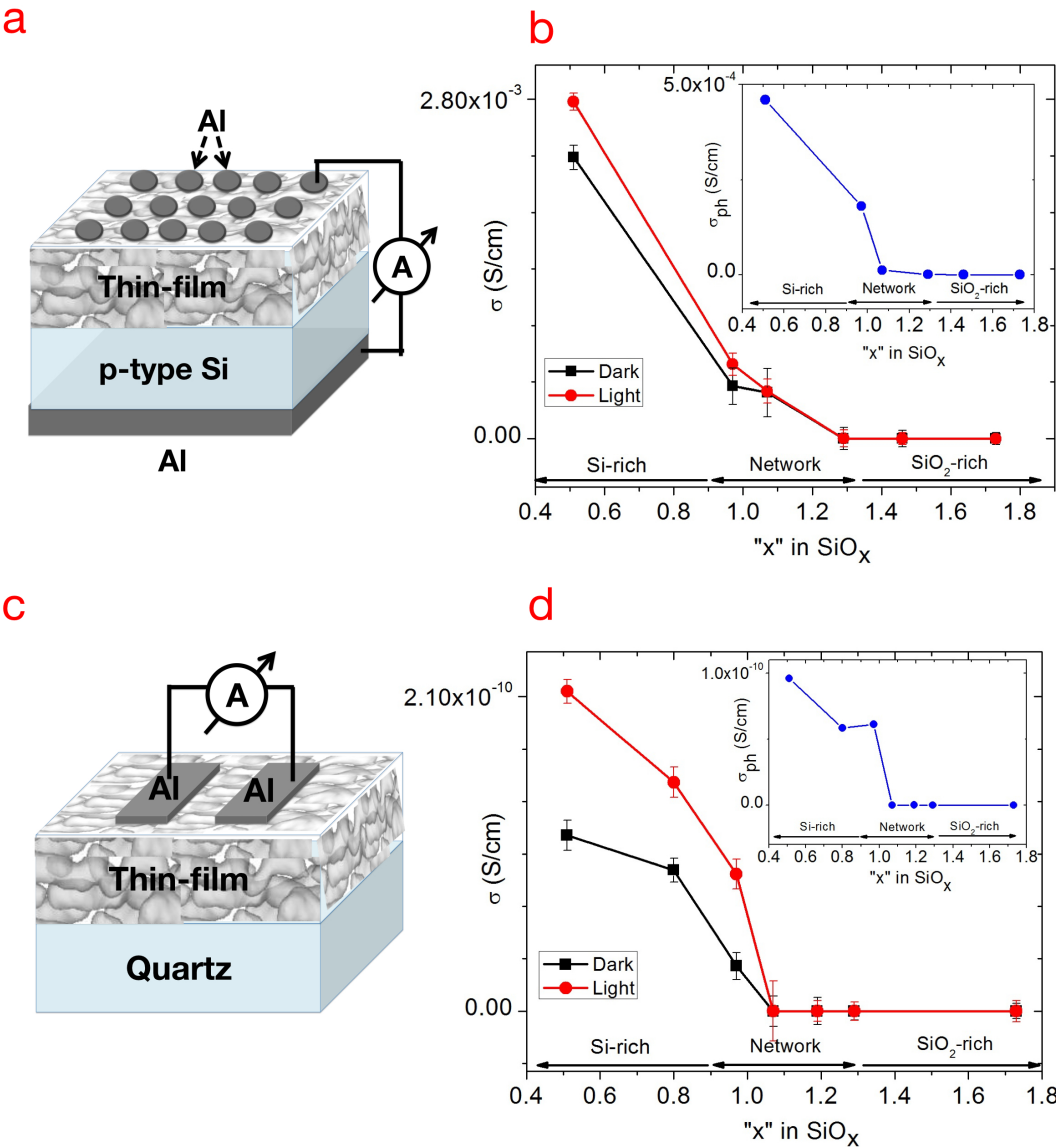 a
Al
A
Thin-film
p-type Si
Al
b
2.80x10⁻³
0.00
σ (S/cm)
Dark
Light
Si-rich
Network
SiO₂-rich
0.4 0.6 0.8 1.0 1.2 1.4 1.6 1.8
"x" in SiOₓ
5.0x10⁻⁴
0.0
σph (S/cm)
Si-rich
Network
SiO₂-rich
0.4 0.6 0.8 1.0 1.2 1.4 1.6 1.8
"x" in SiOₓ
c
A
Al
Al
Thin-film
Quartz
d
2.10x10⁻¹⁰
0.00
σ (S/cm)
Dark
Light
Si-rich
Network
SiO₂-rich
0.4 0.6 0.8 1.0 1.2 1.4 1.6 1.8
"x" in SiOₓ
1.0x10⁻¹⁰
0.0
σph (S/cm)
Si-rich
Network
SiO₂-rich
0.4 0.6 0.8 1.0 1.2 1.4 1.6 1.8
"x" in SiOₓ